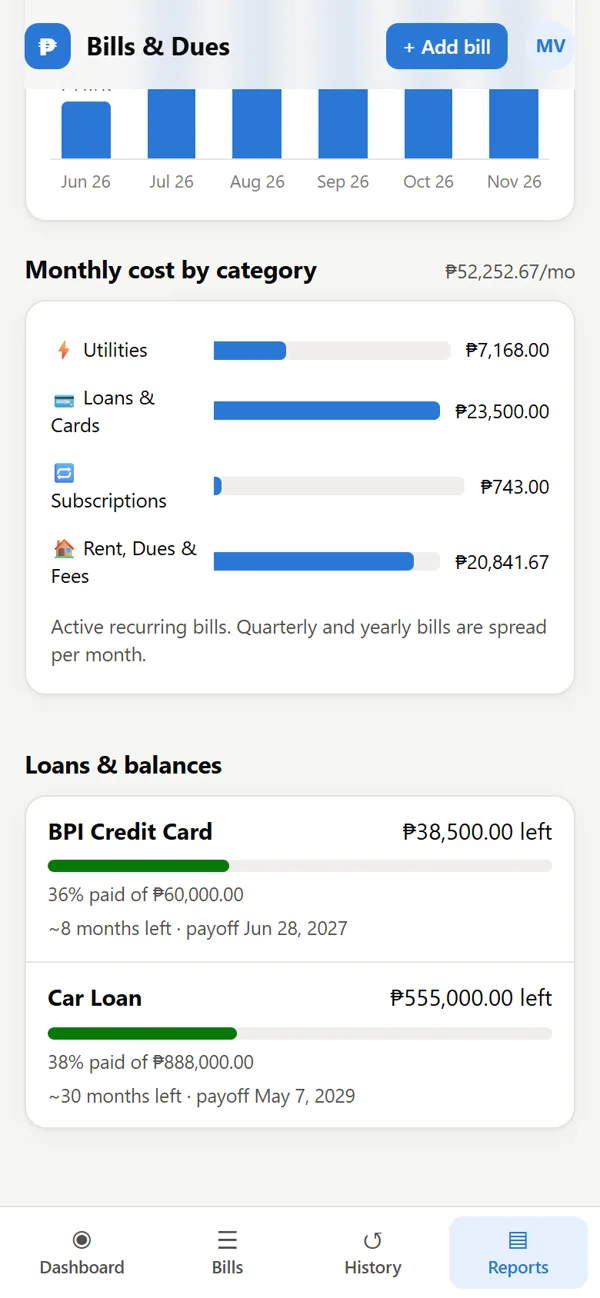 ₱ Bills & Dues + Add bill MV
Jun 26 Jul 26 Aug 26 Sep 26 Oct 26 Nov 26
Monthly cost by category ₱52,252.67/mo
Utilities ₱7,168.00
Loans &
Cards ₱23,500.00
Subscriptions ₱743.00
Rent, Dues &
Fees ₱20,841.67
Active recurring bills. Quarterly and yearly bills are spread
per month.
Loans & balances
BPI Credit Card ₱38,500.00 left
36% paid of ₱60,000.00
~8 months left · payoff Jun 28, 2027
Car Loan ₱555,000.00 left
38% paid of ₱888,000.00
~30 months left · payoff May 7, 2029
Dashboard Bills History Reports